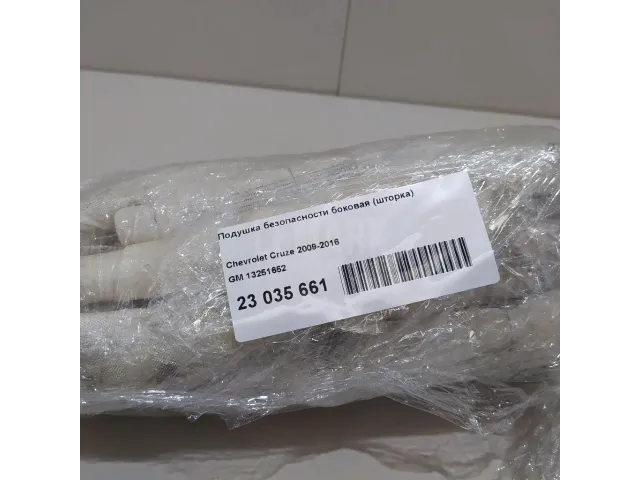 Подушка безопасности боковая (шторка)
Chevrolet Cruze 2009-2016
GM 13251652
23 035 661